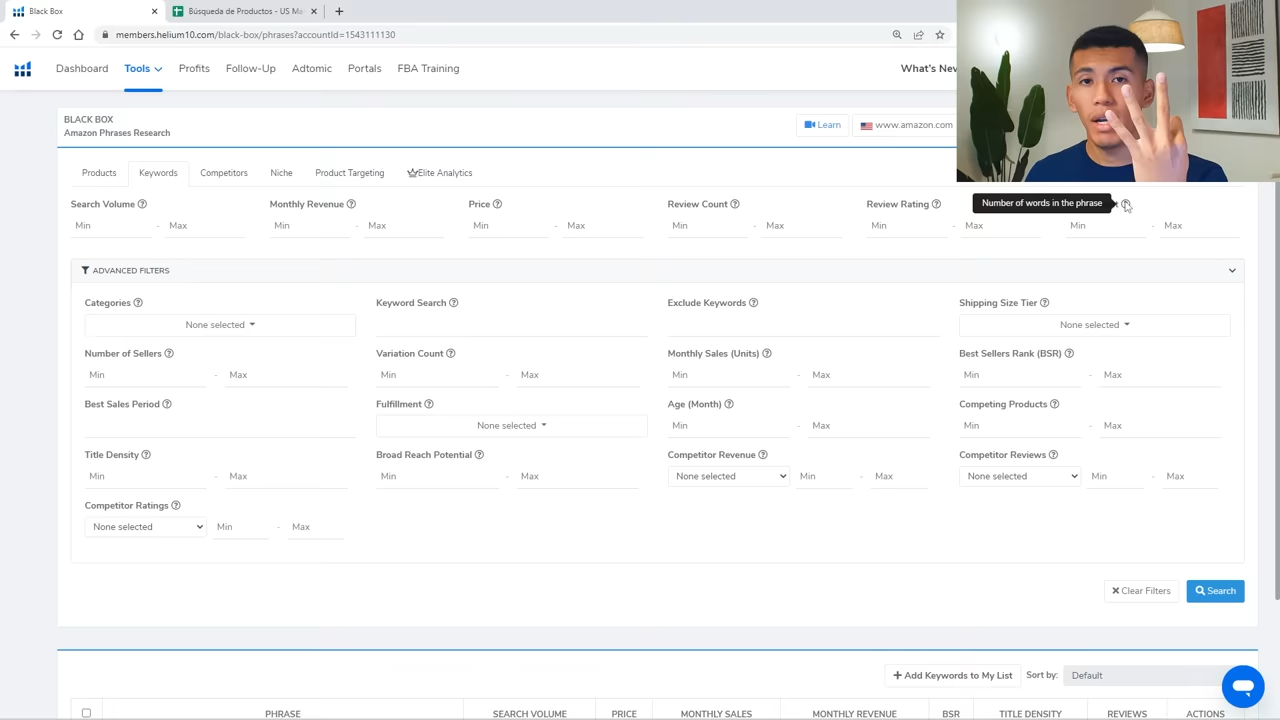 Black Box
Búsqueda de Productos - US Ma
members.helium10.com/black-box/phrases?accountId=1543111130
Dashboard
Tools
Profits
Follow-Up
Adtomic
Portals
FBA Training
What's Nev
BLACK BOX
Amazon Phrases Research
Learn
www.amazon.com
Products
Keywords
Competitors
Niche
Product Targeting
Elite Analytics
Search Volume
Monthly Revenue
Price
Review Count
Review Rating
Number of words in the phrase
Min - Max
Min - Max
Min - Max
Min - Max
Min - Max
Min - Max
ADVANCED FILTERS
Categories
Keyword Search
Exclude Keywords
Shipping Size Tier
None selected
None selected
Number of Sellers
Variation Count
Monthly Sales (Units)
Best Sellers Rank (BSR)
Min - Max
Min - Max
Min - Max
Min - Max
Best Sales Period
Fulfillment
Age (Month)
Competing Products
None selected
Min - Max
Min - Max
Title Density
Broad Reach Potential
Competitor Revenue
Competitor Reviews
Min - Max
Min - Max
None selected
Min - Max
None selected
Min - Max
Competitor Ratings
None selected
Min - Max
Clear Filters
Search
+ Add Keywords to My List
Sort by:
Default
PHRASE
SEARCH VOLUME
PRICE
MONTHLY SALES
MONTHLY REVENUE
BSR
TITLE DENSITY
REVIEWS
ACTIONS